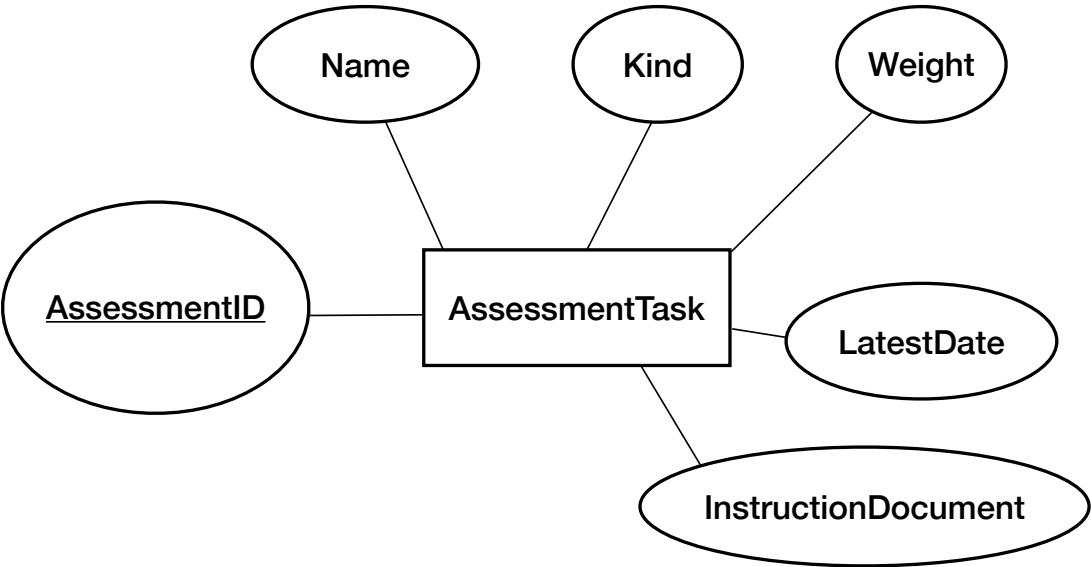 Name
Kind
Weight
AssessmentID
AssessmentTask
LatestDate
InstructionDocument